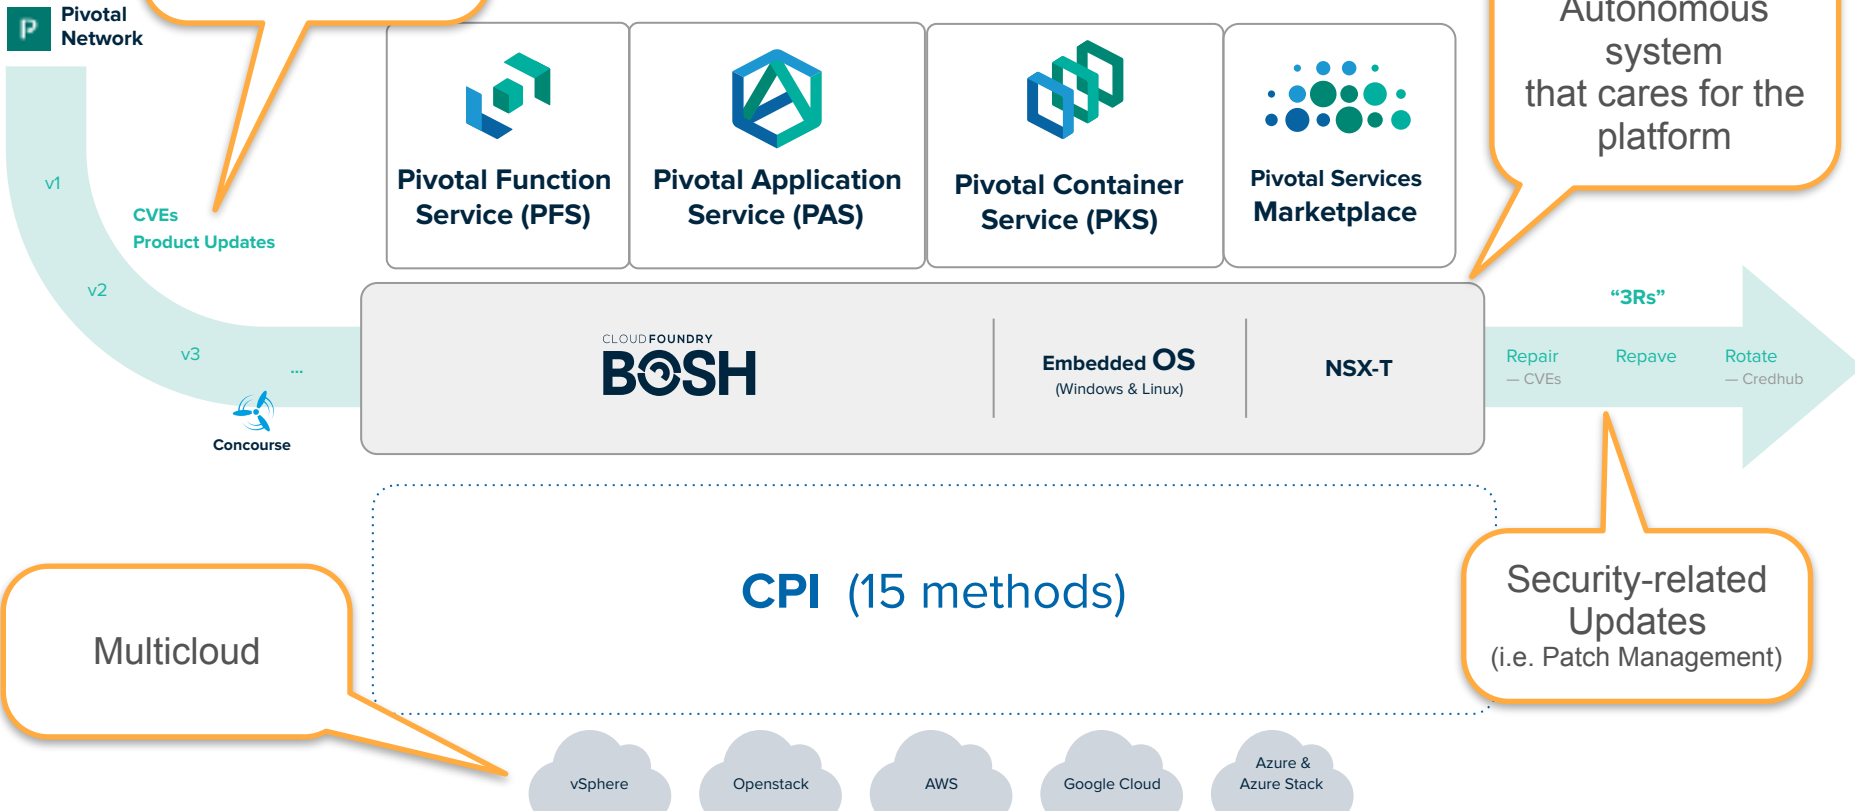 Pivotal
Network
Autonomous
system
that cares for the
platform
Pivotal Function
Service (PFS)
Pivotal Application
Service (PAS)
Pivotal Container
Service (PKS)
Pivotal Services
Marketplace
v1
CVEs
Product Updates
v2
v3
...
Concourse
CLOUDFOUNDRY
BOSH
Embedded OS
(Windows & Linux)
NSX-T
“3Rs”
Repair
— CVEs
Repave
Rotate
— Credhub
CPI (15 methods)
Multicloud
Security-related
Updates
(i.e. Patch Management)
vSphere
Openstack
AWS
Google Cloud
Azure &
Azure Stack